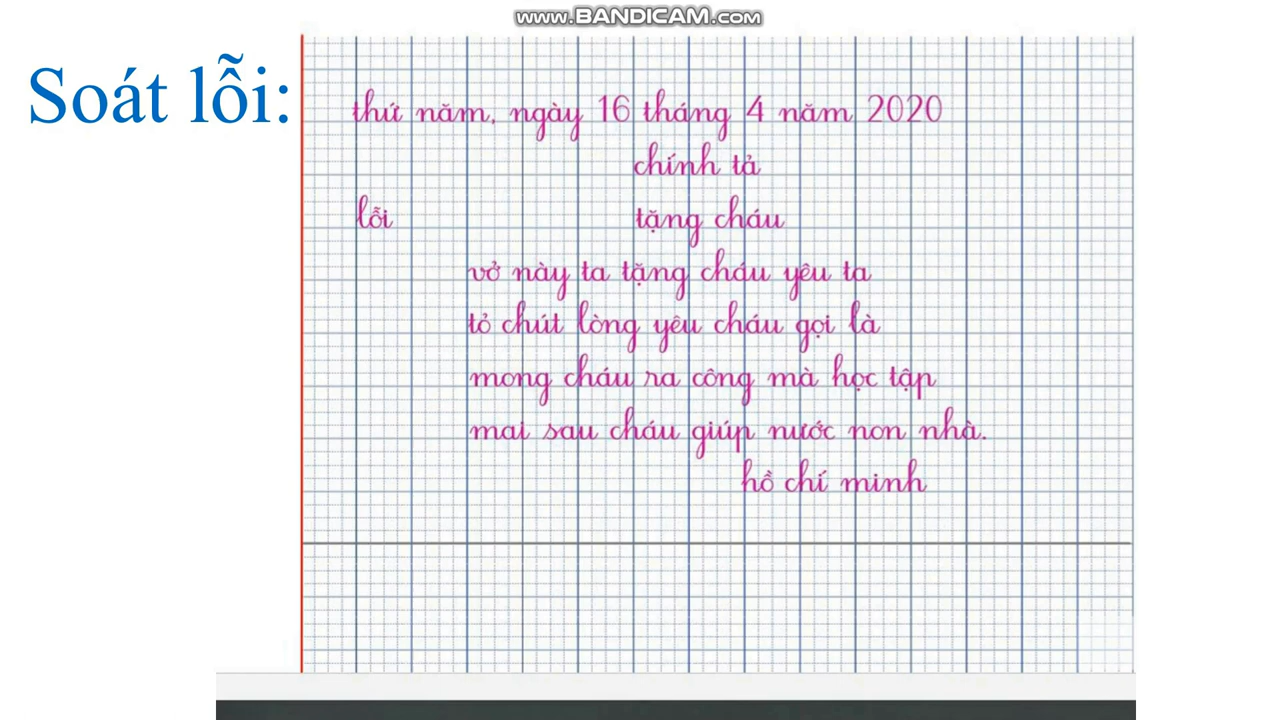 www.BANDICAM.com
Soát lỗi:
thứ năm, ngày 16 tháng 4 năm 2020
chính tả
lỗi tặng cháu
vở này ta tặng cháu yêu ta
tỏ chút lòng yêu cháu gọi là
mong cháu ra công mà học tập
mai sau cháu giúp nước non nhà.
hồ chí minh